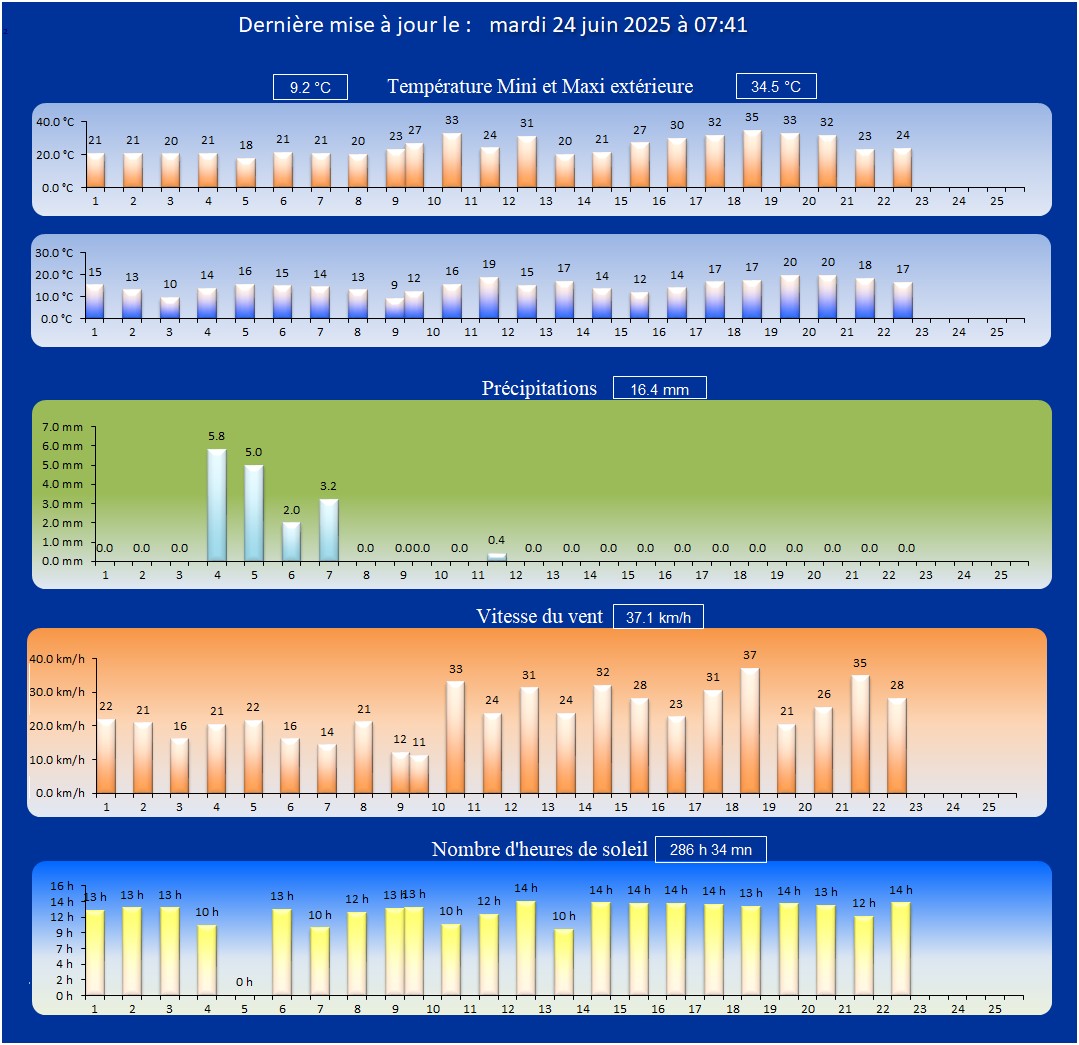 Dernière mise à jour le : mardi 24 juin 2025 à 07:41
9.2 °C Température Mini et Maxi extérieure 34.5 °C
40.0 °C
20.0 °C
0.0 °C
21 21 20 21 18 21 21 20 23 27 33 24 31 20 21 27 30 32 35 33 32 23 24
1 2 3 4 5 6 7 8 9 10 11 12 13 14 15 16 17 18 19 20 21 22 23 24 25
30.0 °C
20.0 °C
10.0 °C
0.0 °C
15 13 10 14 16 15 14 13 9 12 16 19 15 17 14 12 14 17 17 20 20 18 17
1 2 3 4 5 6 7 8 9 10 11 12 13 14 15 16 17 18 19 20 21 22 23 24 25
Précipitations 16.4 mm
7.0 mm
6.0 mm
5.0 mm
4.0 mm
3.0 mm
2.0 mm
1.0 mm
0.0 mm
0.0 0.0 0.0 5.8 5.0 2.0 3.2 0.0 0.0 0.0 0.0 0.4 0.0 0.0 0.0 0.0 0.0 0.0 0.0 0.0 0.0 0.0 0.0
1 2 3 4 5 6 7 8 9 10 11 12 13 14 15 16 17 18 19 20 21 22 23 24 25
Vitesse du vent 37.1 km/h
40.0 km/h
30.0 km/h
20.0 km/h
10.0 km/h
0.0 km/h
22 21 16 21 22 16 14 21 12 11 33 24 31 24 32 28 23 31 37 21 26 35 28
1 2 3 4 5 6 7 8 9 10 11 12 13 14 15 16 17 18 19 20 21 22 23 24 25
Nombre d'heures de soleil 286 h 34 mn
16 h
14 h
12 h
9 h
7 h
4 h
2 h
0 h
13 h 13 h 13 h 10 h 0 h 13 h 10 h 12 h 13 h 13 h 10 h 12 h 14 h 10 h 14 h 14 h 14 h 14 h 13 h 14 h 13 h 12 h 14 h
1 2 3 4 5 6 7 8 9 10 11 12 13 14 15 16 17 18 19 20 21 22 23 24 25